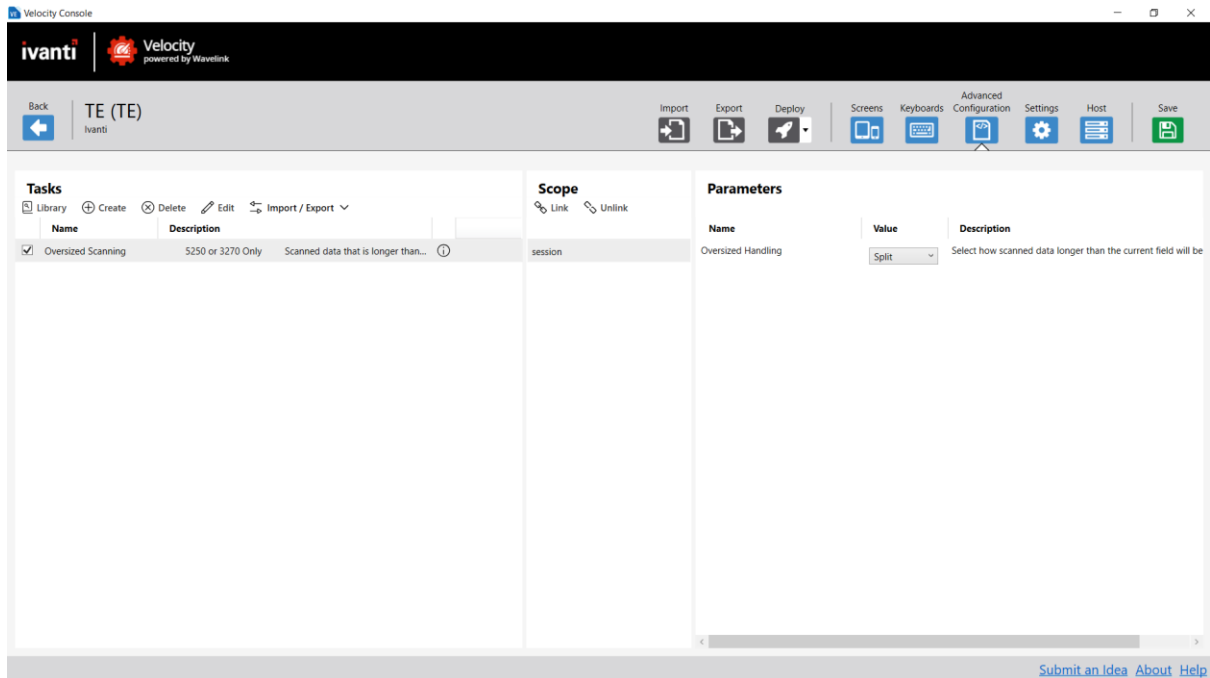 Velocity Console
ivanti
Velocity
powered by Wavelink
Back
TE (TE)
Ivanti
Import
Export
Deploy
Screens
Keyboards
Advanced
Configuration
Settings
Host
Save
Tasks
Library Create Delete Edit Import / Export
Name Description
Oversized Scanning 5250 or 3270 Only Scanned data that is longer than...
Scope
Link Unlink
session
Parameters
Name Value Description
Oversized Handling Split Select how scanned data longer than the current field will be
Submit an Idea About Help